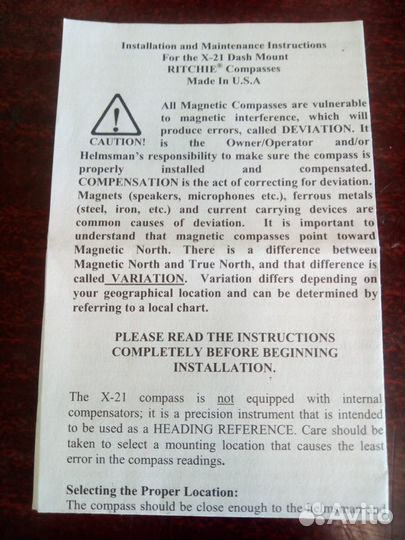 Installation and Maintenance Instructions
For the X-21 Dash Mount
RITCHIE® Compasses
Made In U.S.A
CAUTION!
All Magnetic Compasses are vulnerable
to magnetic interference, which will
produce errors, called DEVIATION. It
is the Owner/Operator and/or
Helmsman's responsibility to make sure the compass is
properly installed and compensated.
COMPENSATION is the act of correcting for deviation.
Magnets (speakers, microphones etc.), ferrous metals
(steel, iron, etc.) and current carrying devices are
common causes of deviation. It is important to
understand that magnetic compasses point toward
Magnetic North. There is a difference between
Magnetic North and True North, and that difference is
called VARIATION. Variation differs depending on
your geographical location and can be determined by
referring to a local chart.
PLEASE READ THE INSTRUCTIONS
COMPLETELY BEFORE BEGINNING
INSTALLATION.
The X-21 compass is not equipped with internal
compensators; it is a precision instrument that is intended
to be used as a HEADING REFERENCE. Care should be
taken to select a mounting location that causes the least
error in the compass readings.
Selecting the Proper Location:
The compass should be close enough to the helmsman and
Avito